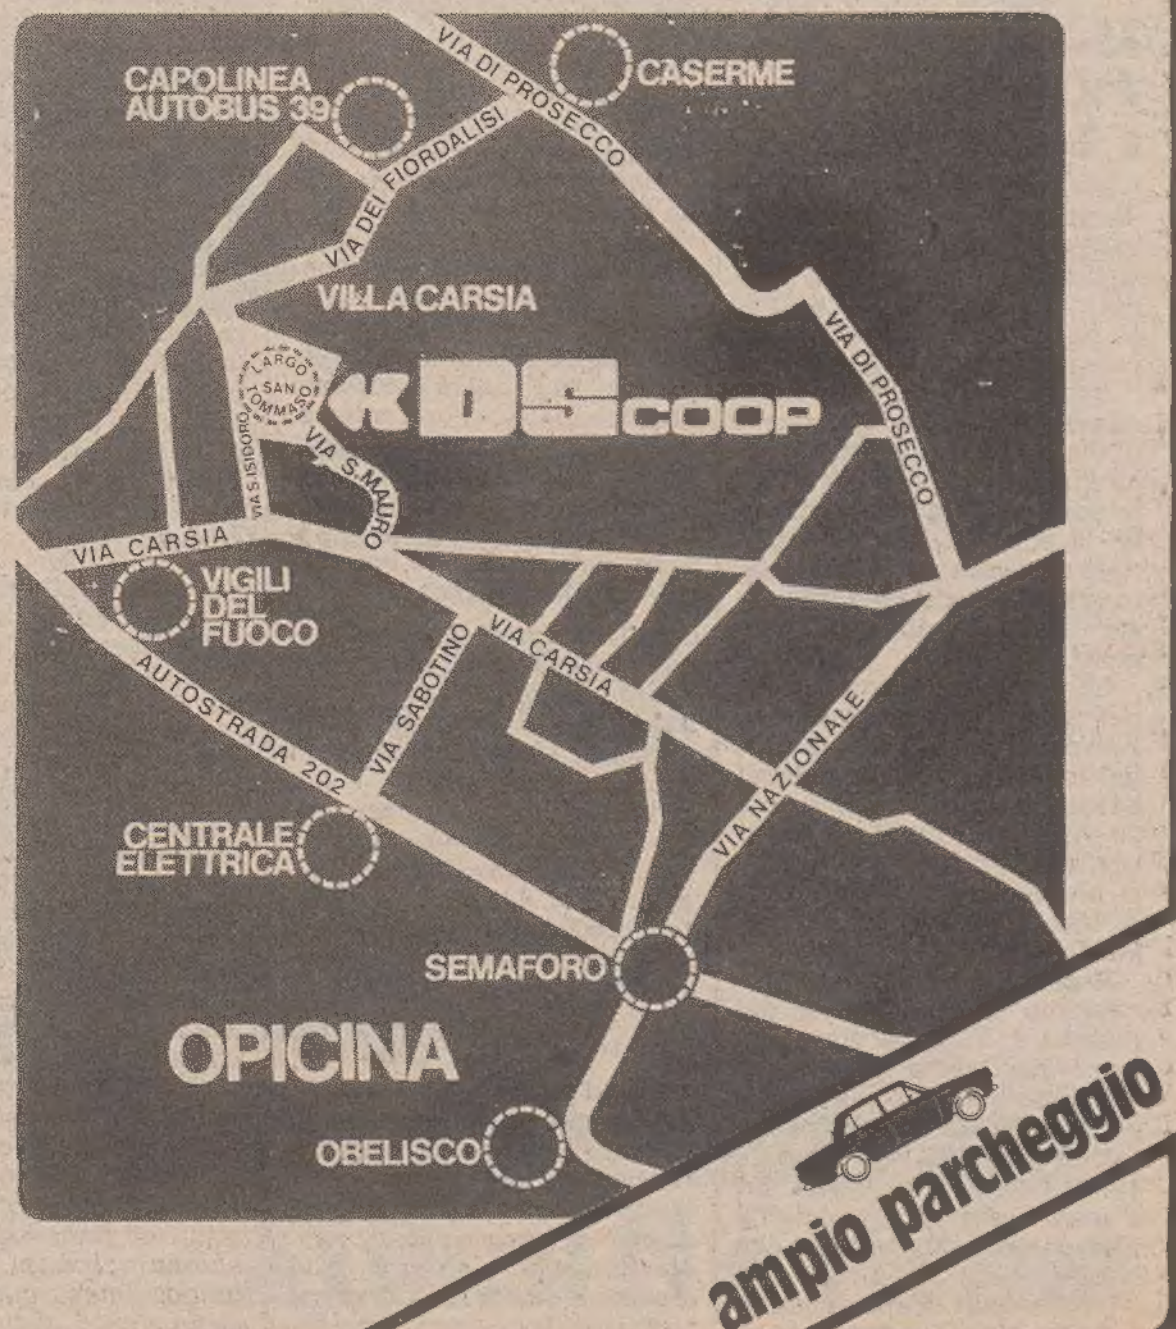 VIA DI PROSECCO
CASERME
CAPOLINEA
AUTOBUS 39
VIA DEI FIORDALISI
VILLA CARSIA
LARGO
SAN
TOMMASO
DS COOP
VIA DI PROSECCO
VIA S.ISIDORO
VIA S.MAURO
VIA CARSIA
VIGILI
DEL
FUOCO
VIA CARSIA
VIA SABOTINO
AUTOSTRADA 202
VIA NAZIONALE
CENTRALE
ELETTRICA
SEMAFORO
OPICINA
OBELISCO
ampio parcheggio